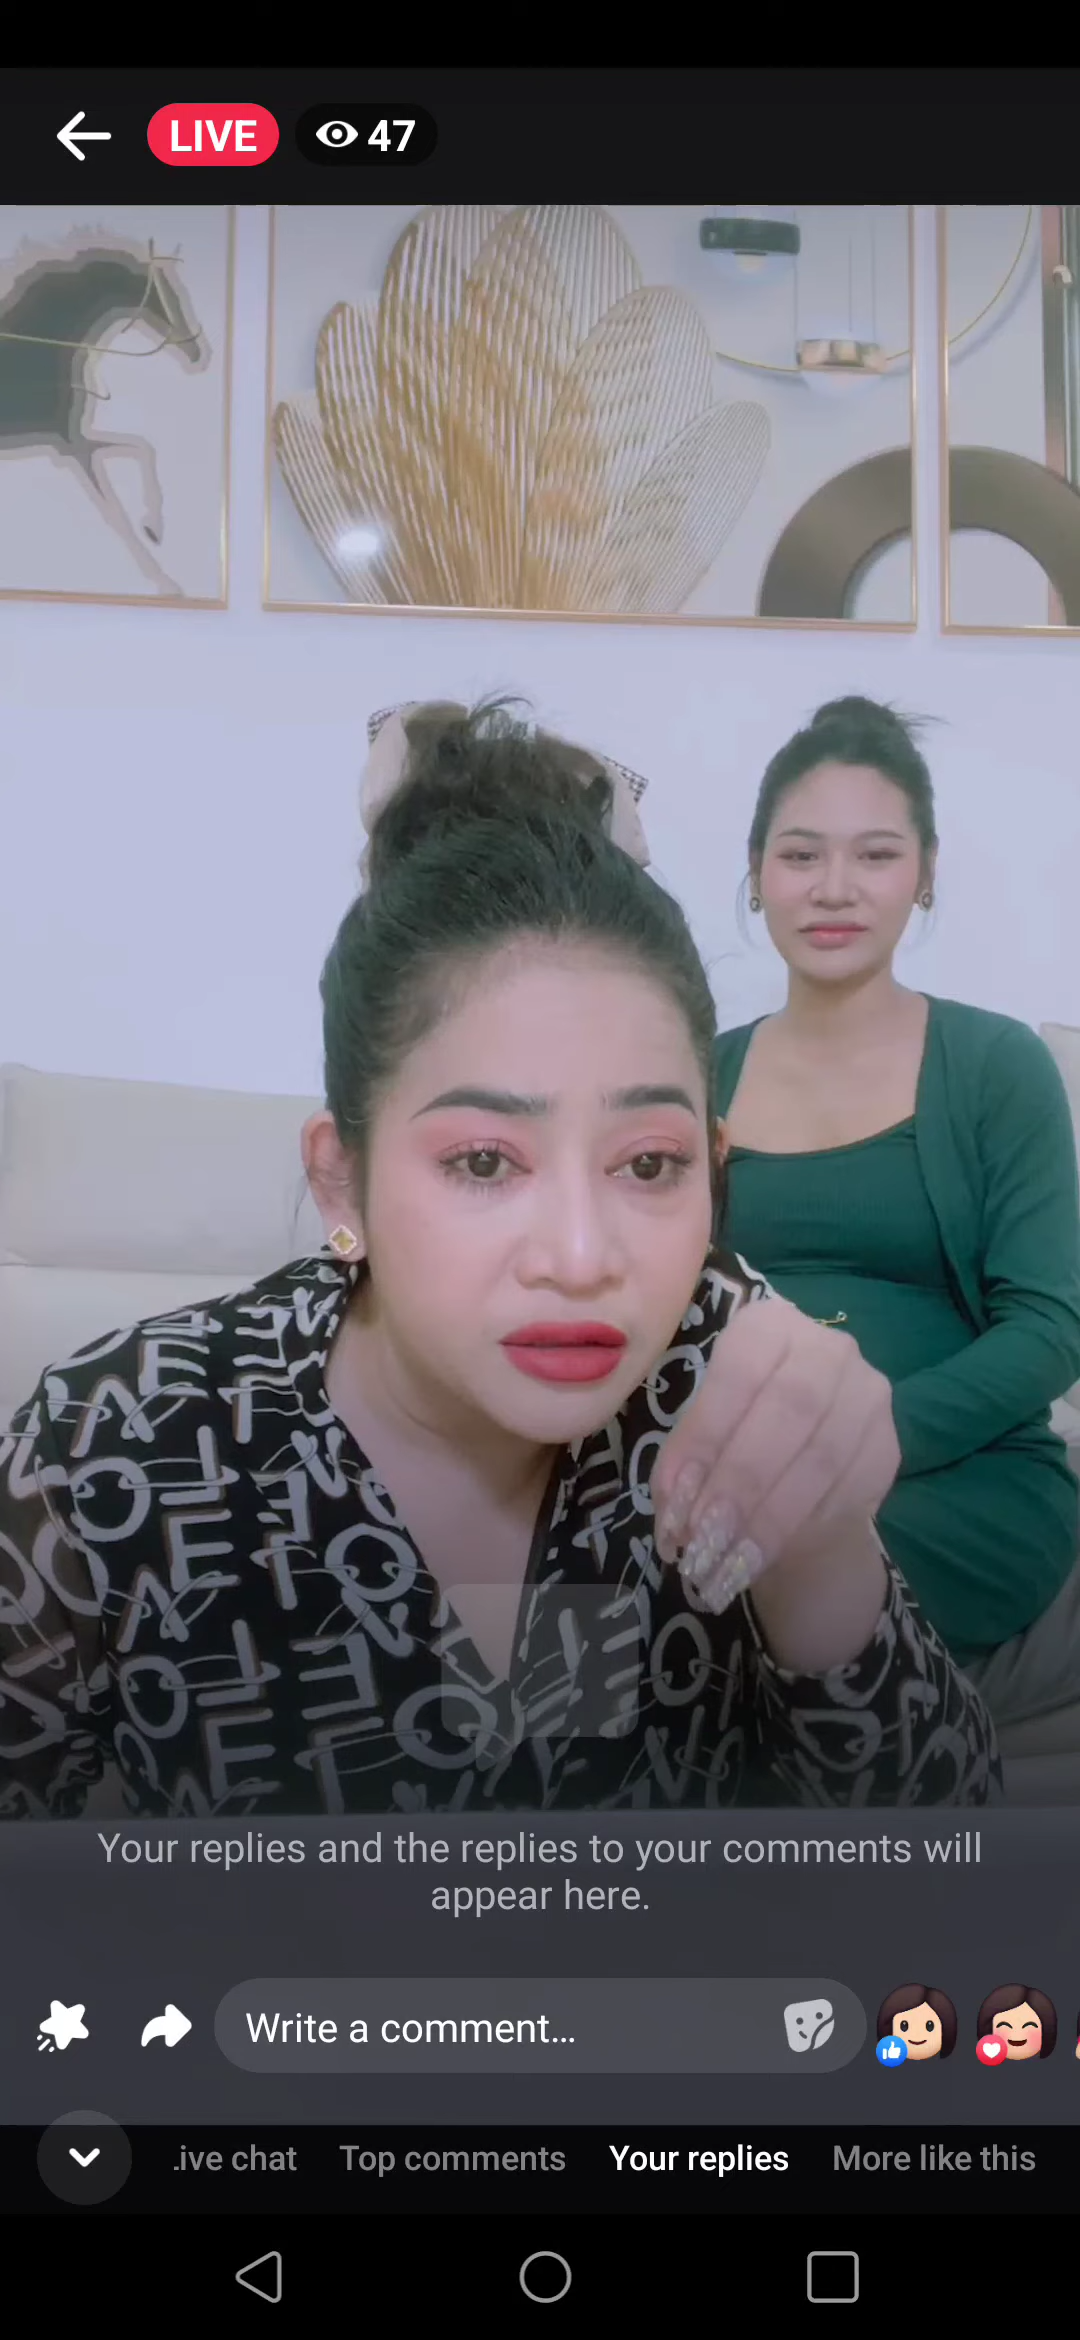 LIVE 47
Your replies and the replies to your comments will
appear here.
Write a comment...
.ive chat Top comments Your replies More like this